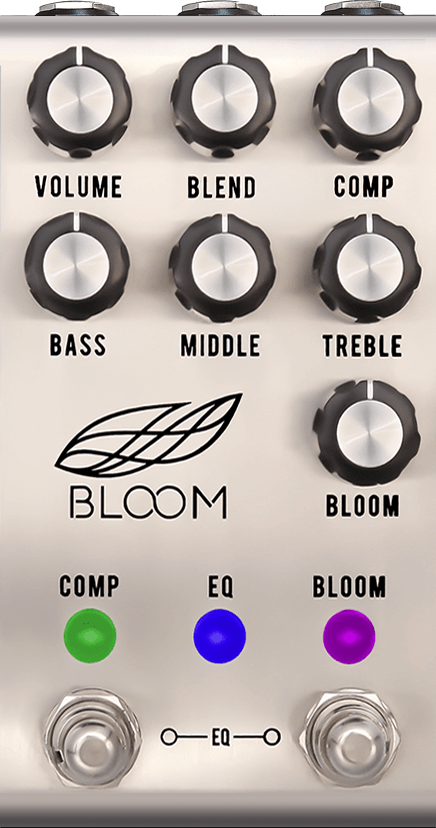 VOLUME BLEND COMP
BASS MIDDLE TREBLE
BLOOM
BLOOM
COMP EQ BLOOM
EQ